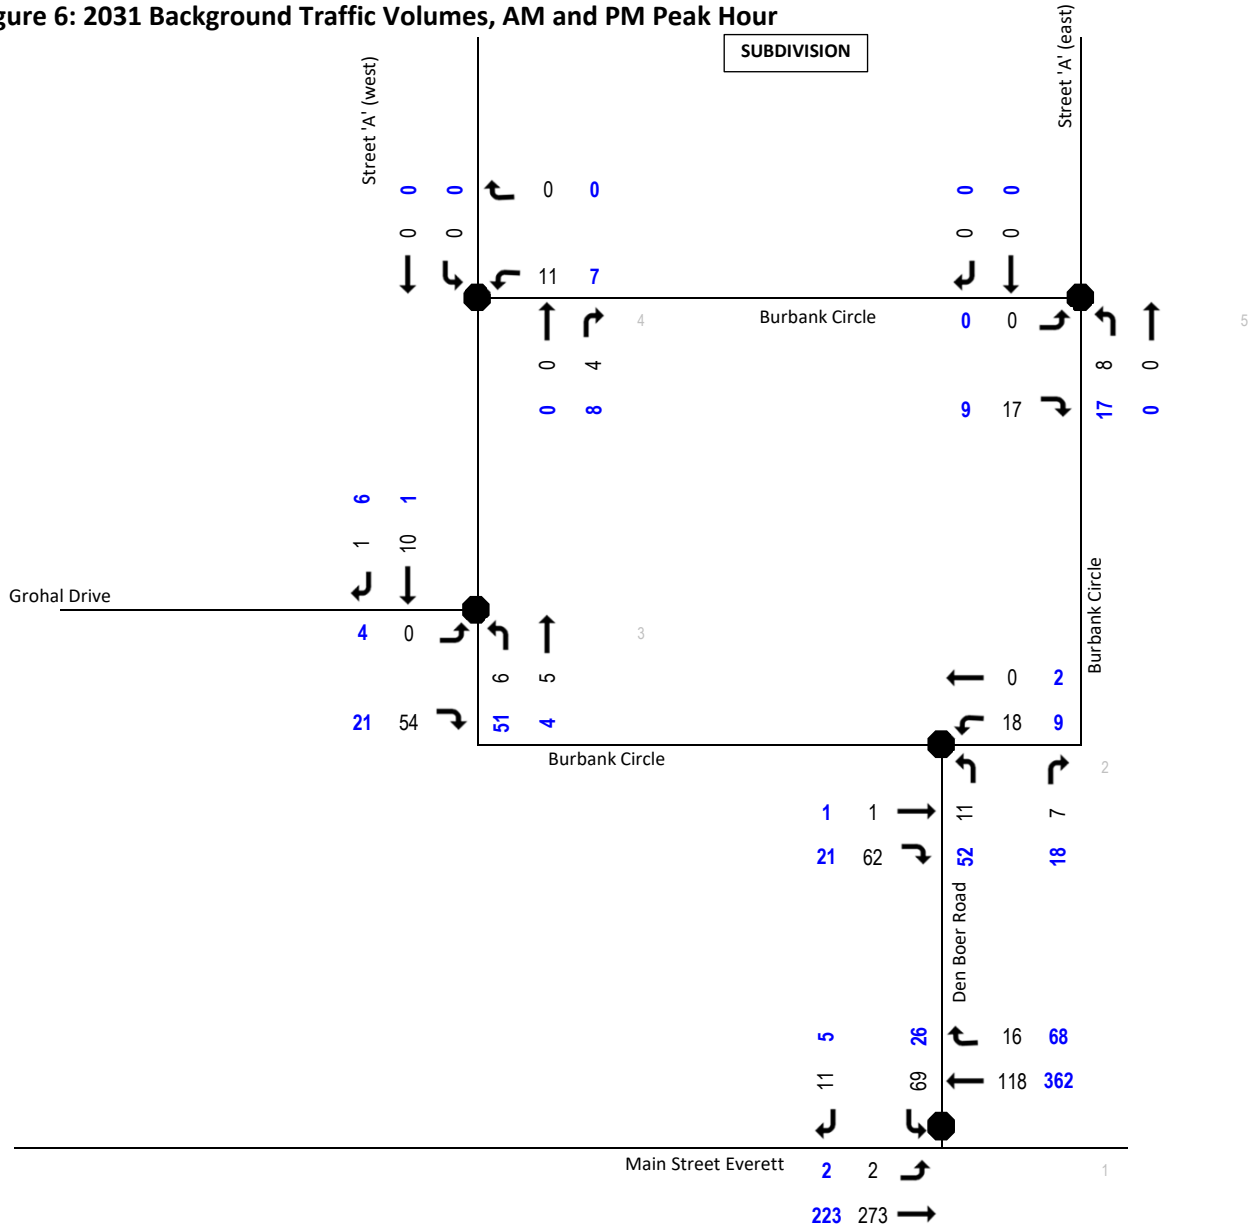 gure 6: 2031 Background Traffic Volumes, AM and PM Peak Hour
SUBDIVISION
Street 'A' (west)
Street 'A' (east)
0 0 0 0
0 0
0 0
0 0
11 7
4
Burbank Circle
0 0
5
0 4
8 0
9 17
0 8
17 0
6 1
1 10
Grohal Drive
4 0
3
6 5
21 54
51 4
Burbank Circle
0 2
18 9
Burbank Circle
2
1 1
11 7
21 62
52 18
Den Boer Road
5 26 16 68
11 69 118 362
Main Street Everett
2 2
1
223 273